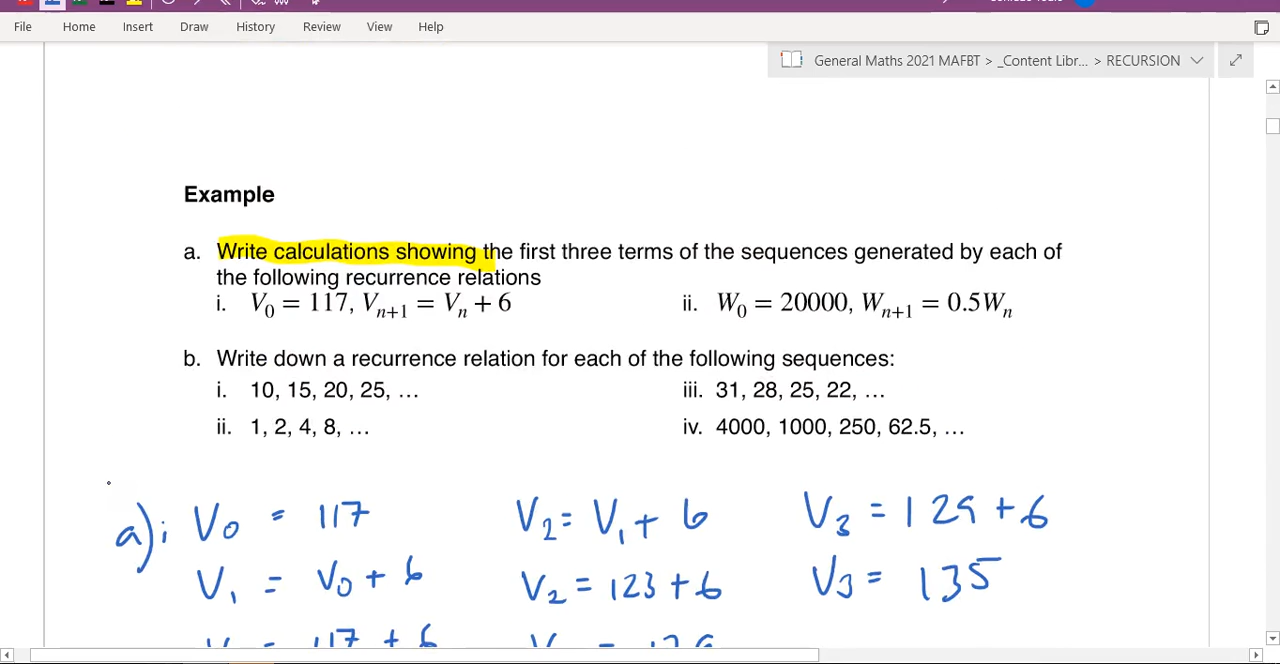 File Home Insert Draw History Review View Help
General Maths 2021 MAFBT > _Content Libr... > RECURSION
Example
a. Write calculations showing the first three terms of the sequences generated by each of
the following recurrence relations
i. V₀ = 117, Vₙ₊₁ = Vₙ + 6 ii. W₀ = 20000, Wₙ₊₁ = 0.5Wₙ
b. Write down a recurrence relation for each of the following sequences:
i. 10, 15, 20, 25, … iii. 31, 28, 25, 22, …
ii. 1, 2, 4, 8, … iv. 4000, 1000, 250, 62.5, …
a) i V₀ = 117 V₂ = V₁ + 6 V₃ = 129 + 6
V₁ = V₀ + 6 V₂ = 123 + 6 V₃ = 135
117 + 6